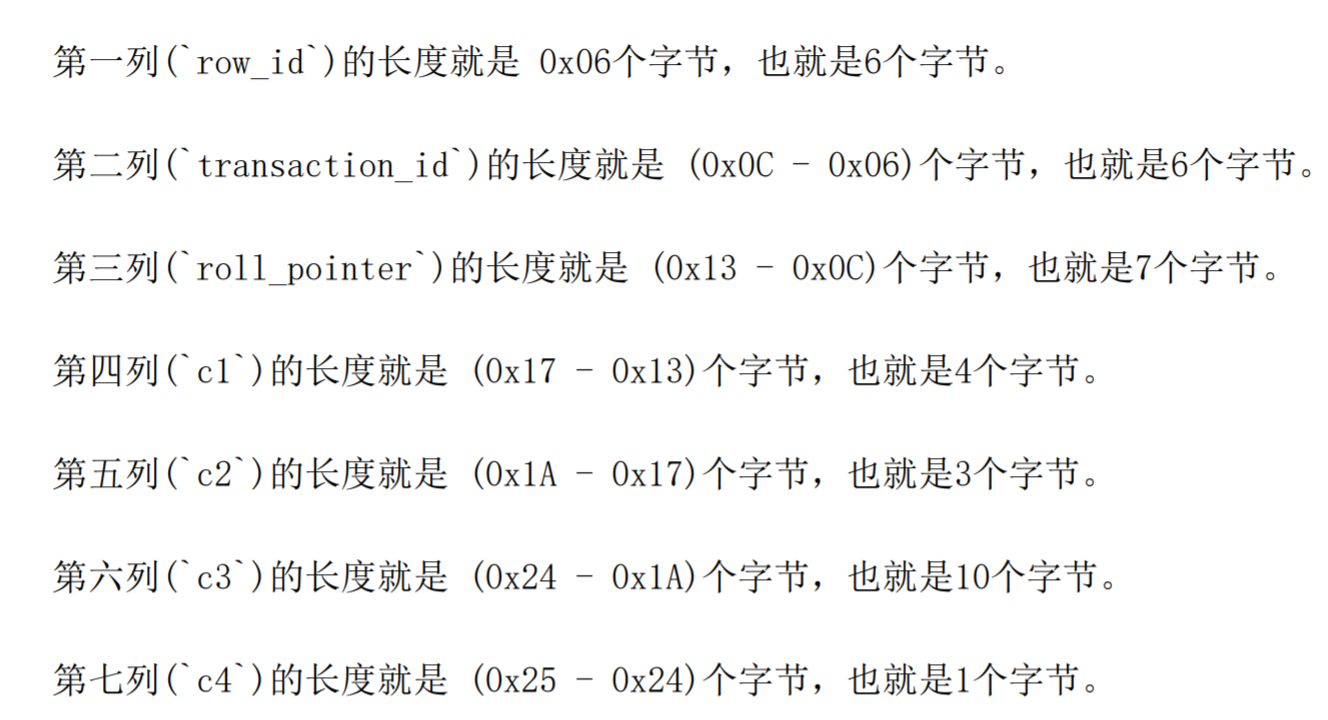 第一列(`row_id`)的长度就是 0x06个字节，也就是6个字节。
第二列(`transaction_id`)的长度就是 (0x0C - 0x06)个字节，也就是6个字节。
第三列(`roll_pointer`)的长度就是 (0x13 - 0x0C)个字节，也就是7个字节。
第四列(`c1`)的长度就是 (0x17 - 0x13)个字节，也就是4个字节。
第五列(`c2`)的长度就是 (0x1A - 0x17)个字节，也就是3个字节。
第六列(`c3`)的长度就是 (0x24 - 0x1A)个字节，也就是10个字节。
第七列(`c4`)的长度就是 (0x25 - 0x24)个字节，也就是1个字节。